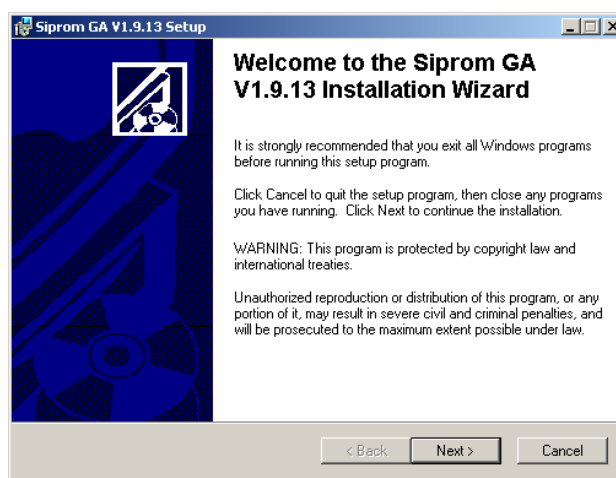 Siprom GA V1.9.13 Setup
Welcome to the Siprom GA
V1.9.13 Installation Wizard
It is strongly recommended that you exit all Windows programs
before running this setup program.
Click Cancel to quit the setup program, then close any programs
you have running. Click Next to continue the installation.
WARNING: This program is protected by copyright law and
international treaties.
Unauthorized reproduction or distribution of this program, or any
portion of it, may result in severe civil and criminal penalties, and
will be prosecuted to the maximum extent possible under law.
< Back Next > Cancel